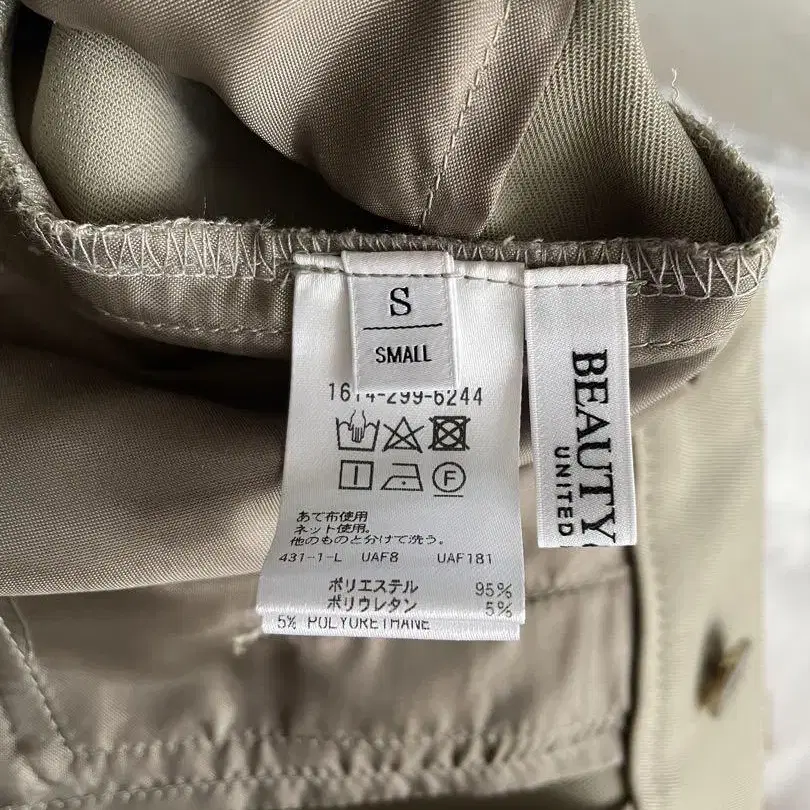 S
SMALL
1614-299-6244
F
あて布使用
ネット使用。
他のものと分けて洗う。
431-1-L UAF8 UAF181
ポリエステル 95%
ポリウレタン 5%
5% POLYURETHANE
BEAUTY
UNITED